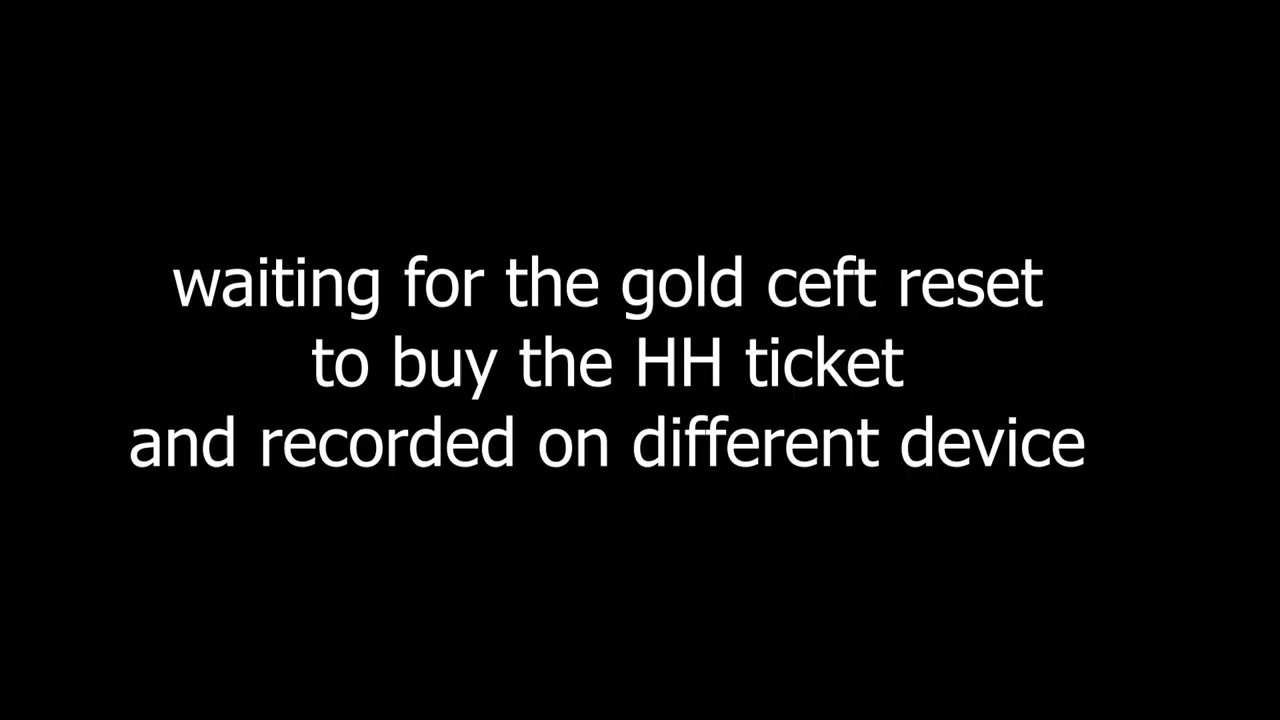 waiting for the gold ceft reset
to buy the HH ticket
and recorded on different device